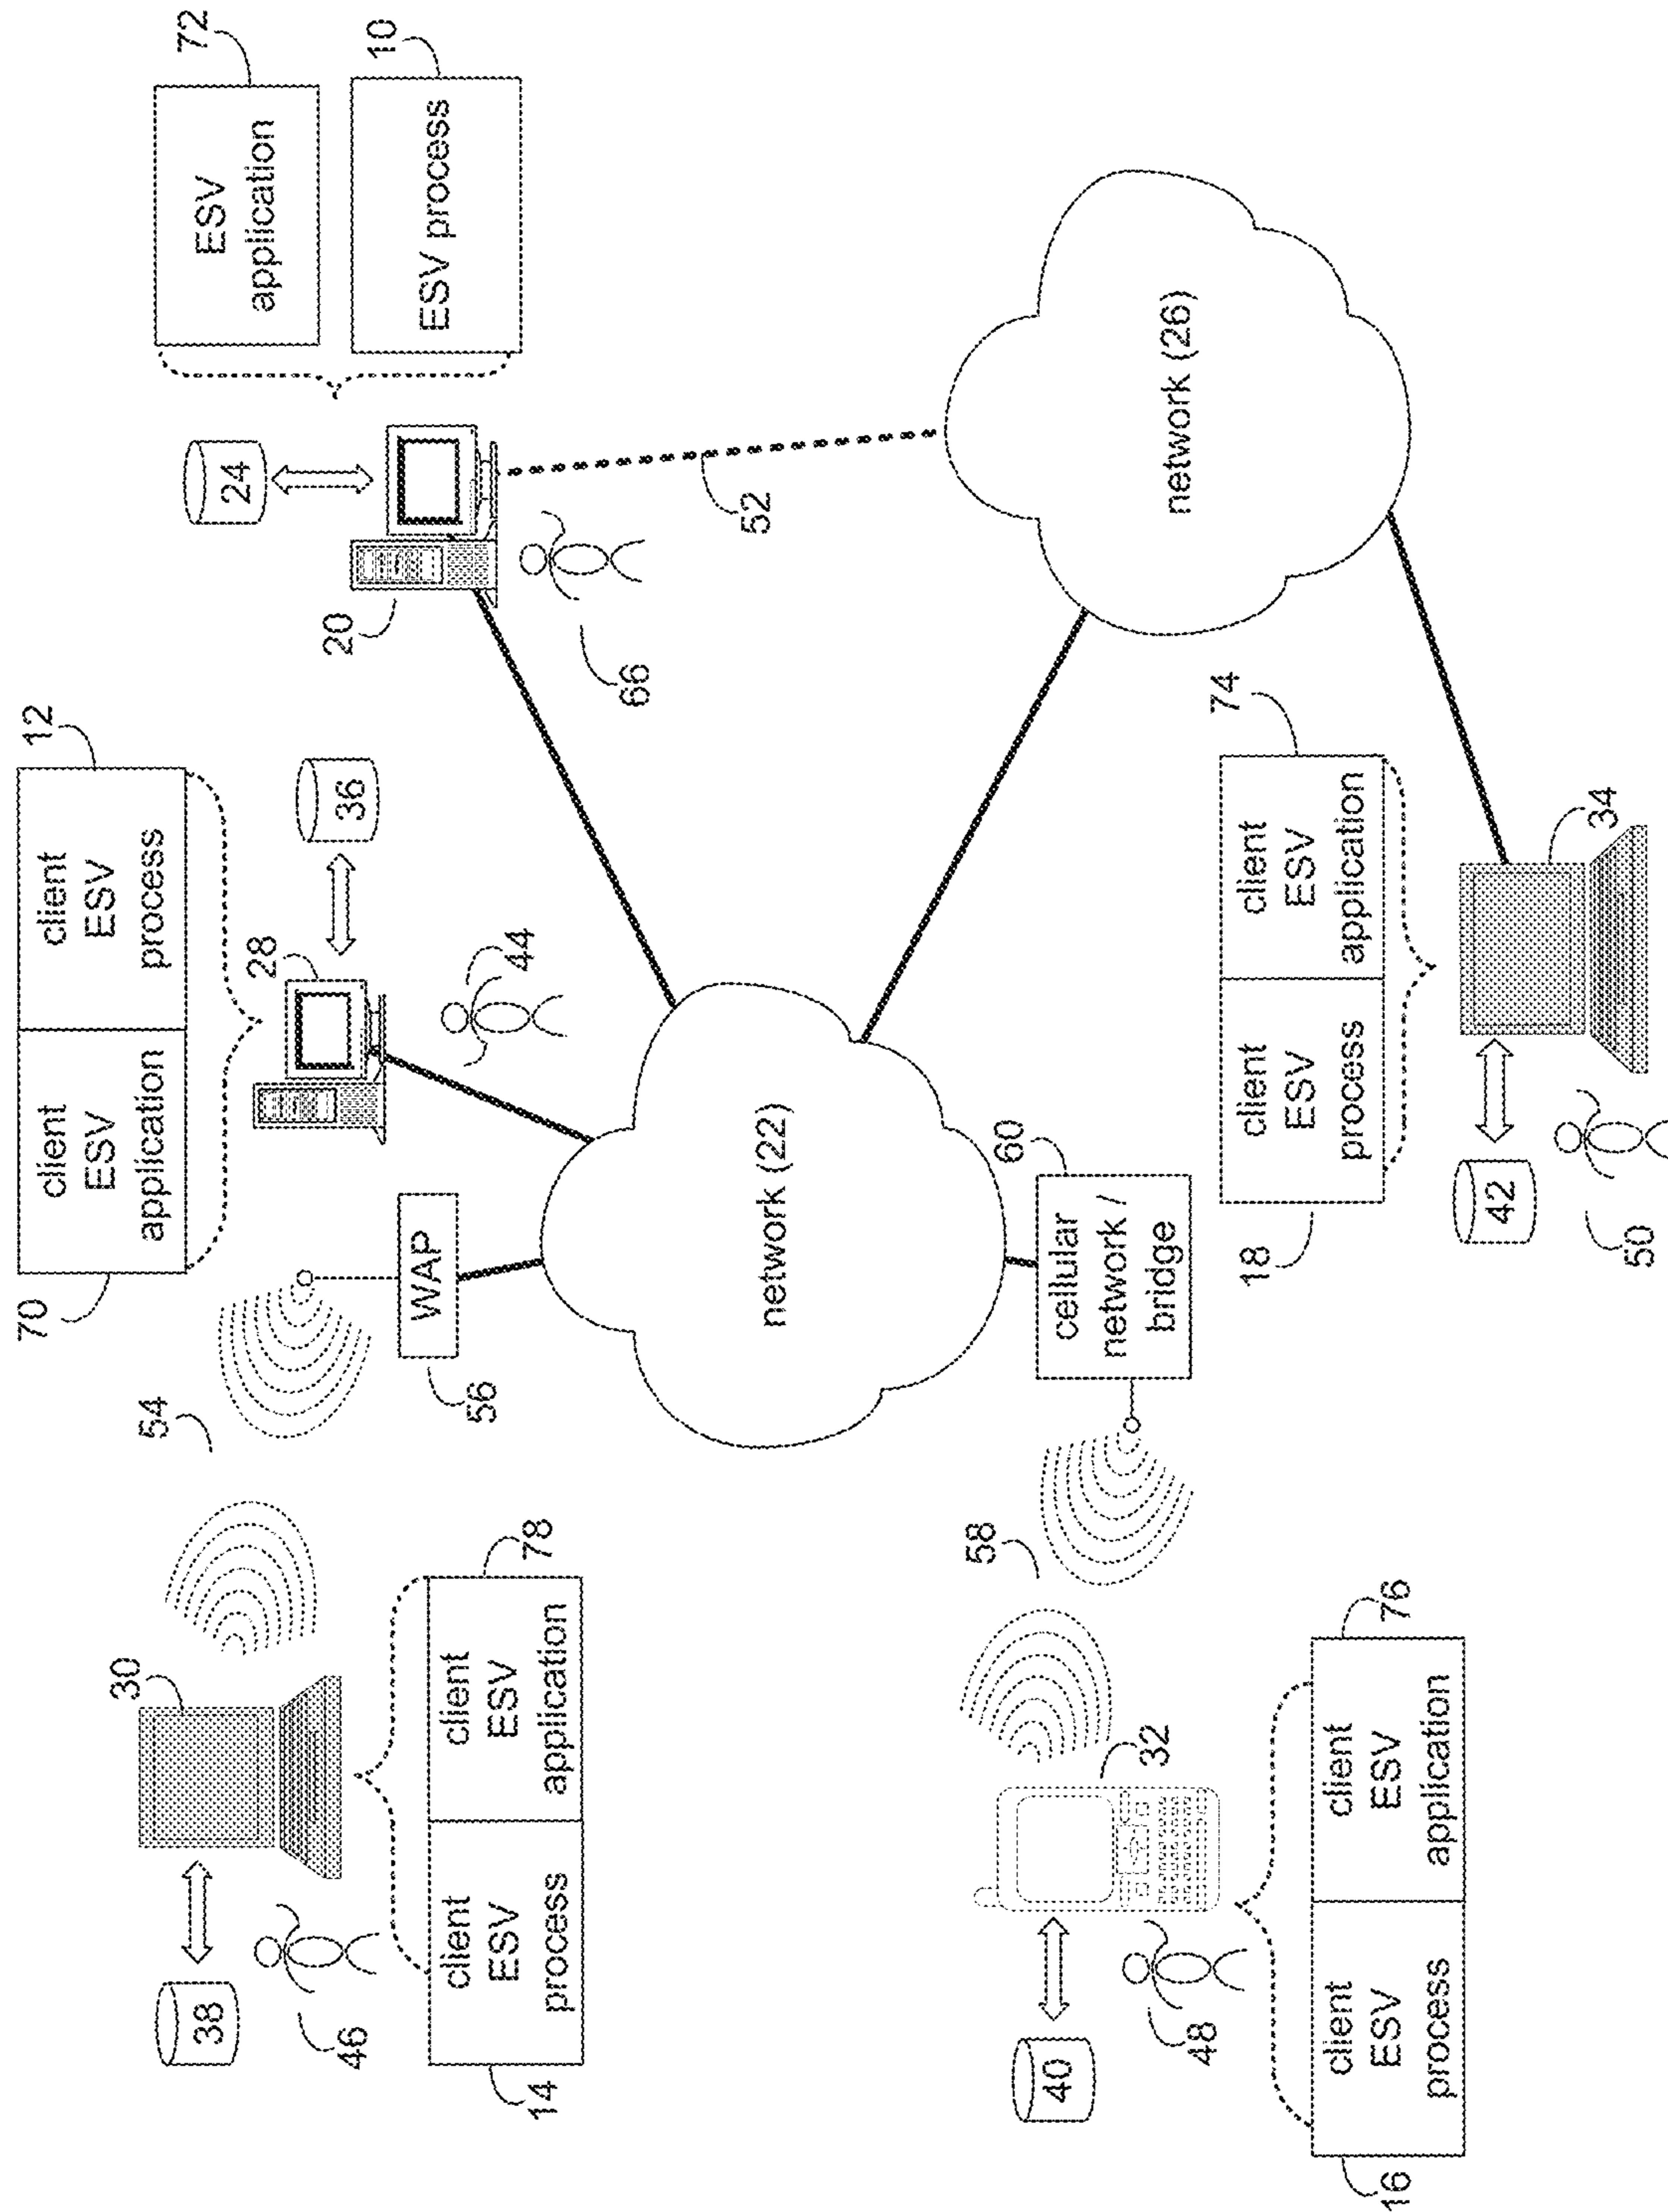 70
client
ESV
application
client
ESV
process
12
54
28
36
24
ESV
application
72
ESV process
10
30
38
46
WAP
56
44
20
66
client
ESV
process
client
ESV
application
14
78
network (22)
52
58
cellular
network /
bridge
60
network (26)
32
40
48
client
ESV
process
client
ESV
application
18
74
client
ESV
process
client
ESV
application
16
76
42
34
50